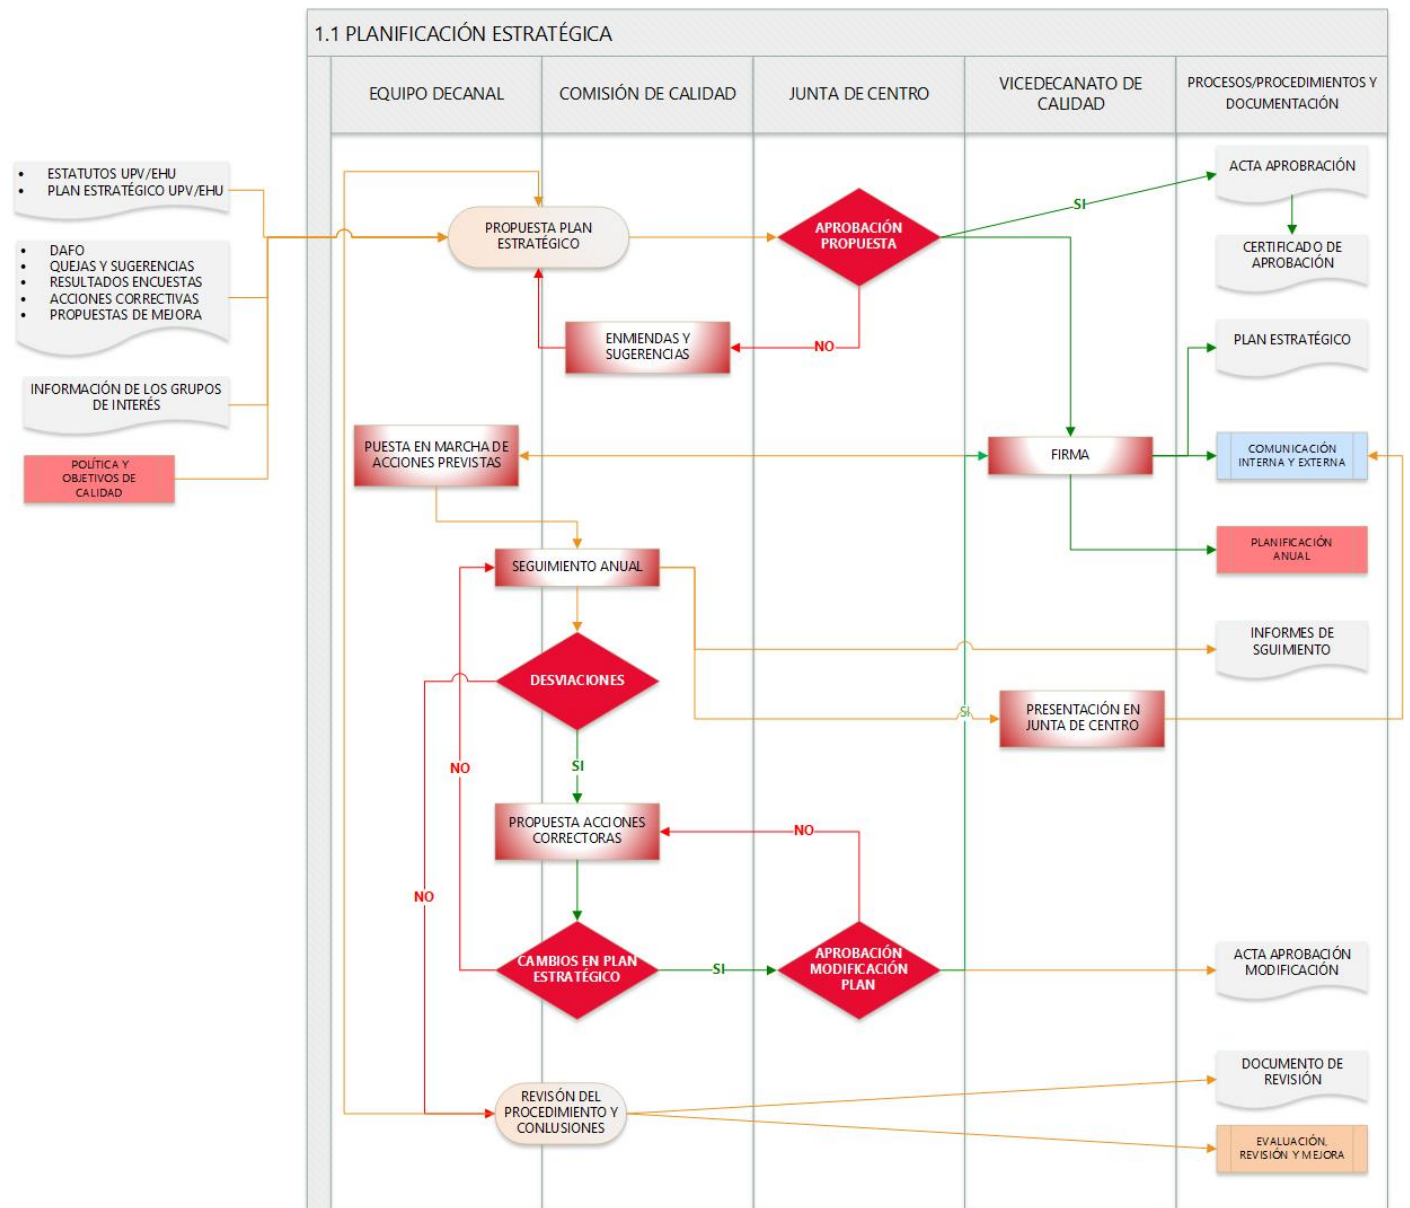 1.1 PLANIFICACIÓN ESTRATÉGICA
EQUIPO DECANAL
COMISIÓN DE CALIDAD
JUNTA DE CENTRO
VICEDECANATO DE
CALIDAD
PROCESOS/PROCEDIMIENTOS Y
DOCUMENTACIÓN
• ESTATUTOS UPV/EHU
• PLAN ESTRATÉGICO UPV/EHU
• DAFO
• QUEJAS Y SUGERENCIAS
• RESULTADOS ENCUESTAS
• ACCIONES CORRECTIVAS
• PROPUESTAS DE MEJORA
INFORMACIÓN DE LOS GRUPOS
DE INTERÉS
POLÍTICA Y
OBJETIVOS DE
CALIDAD
PROPUESTA PLAN
ESTRATÉGICO
APROBACIÓN
PROPUESTA
SI
ACTA APROBRACIÓN
CERTIFICADO DE
APROBACIÓN
ENMIENDAS Y
SUGERENCIAS
NO
PLAN ESTRATÉGICO
PUESTA EN MARCHA DE
ACCIONES PREVISTAS
FIRMA
COMUNICACIÓN
INTERNA Y EXTERNA
PLANIFICACIÓN
ANUAL
SEGUIMIENTO ANUAL
INFORMES DE
SGUIMIENTO
DESVIACIONES
SI
PRESENTACIÓN EN
JUNTA DE CENTRO
NO
SI
PROPUESTA ACCIONES
CORRECTORAS
NO
NO
CAMBIOS EN PLAN
ESTRATÉGICO
SI
APROBACIÓN
MODIFICACIÓN
PLAN
ACTA APROBACIÓN
MODIFICACIÓN
DOCUMENTO DE
REVISIÓN
REVISÓN DEL
PROCEDIMIENTO Y
CONLUSIONES
EVALUACIÓN,
REVISIÓN Y MEJORA